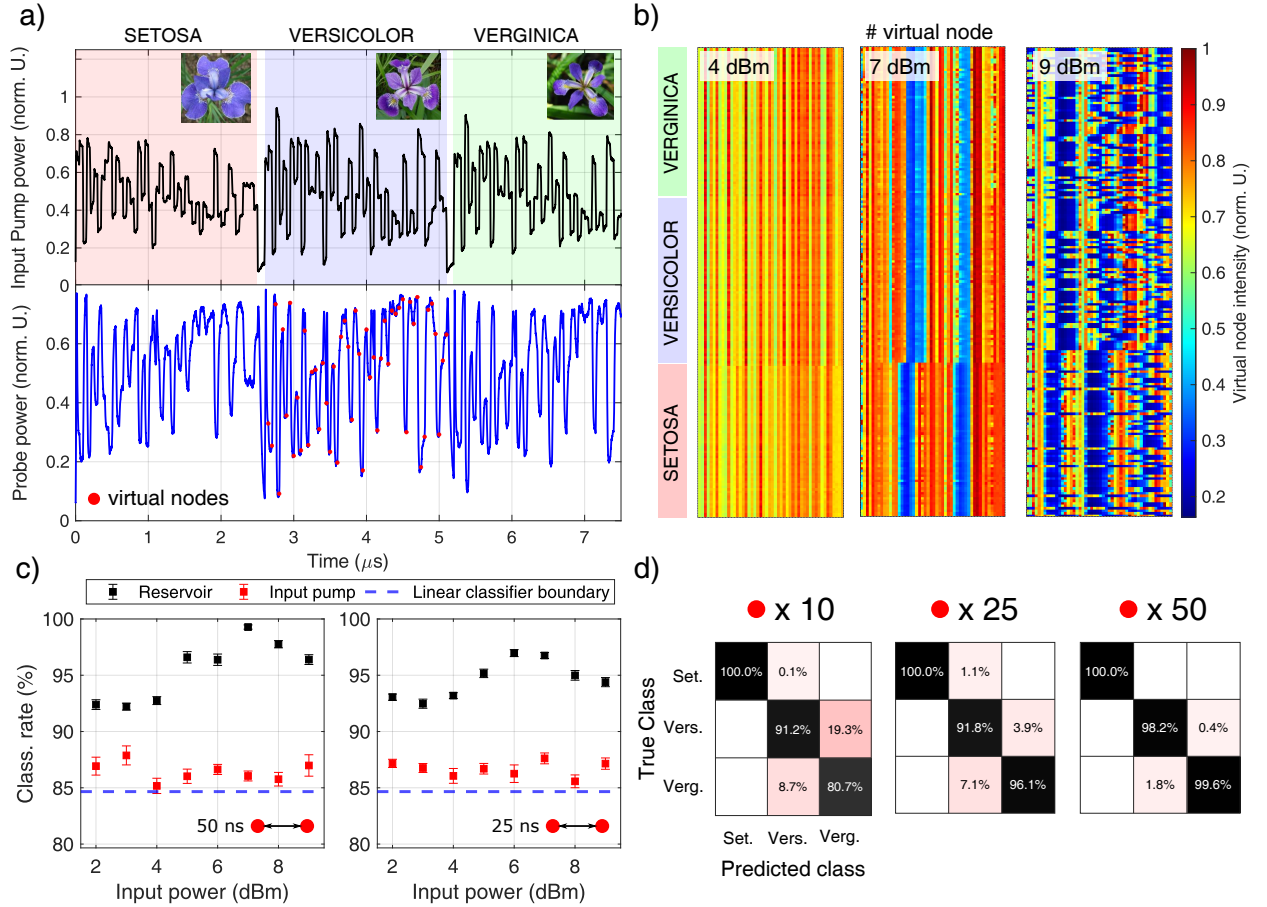 a)
SETOSA
VERSICOLOR
VERGINICA
Input Pump power (norm. U.)
1
0.8
0.6
0.4
0.2
0
Probe power (norm. U.)
0.6
0.4
0.2
0
virtual nodes
0
1
2
3
4
5
6
7
Time (μs)
b)
# virtual node
4 dBm
7 dBm
9 dBm
VERGINICA
VERSICOLOR
SETOSA
1
0.9
0.8
0.7
0.6
0.5
0.4
0.3
0.2
Virtual node intensity (norm. U.)
c)
Reservoir
Input pump
Linear classifier boundary
Class. rate (%)
100
95
90
85
80
50 ns
2
4
6
8
Input power (dBm)
100
95
90
85
80
25 ns
2
4
6
8
Input power (dBm)
d)
x 10
x 25
x 50
True Class
Set.
100.0%
0.1%
100.0%
1.1%
100.0%
Vers.
91.2%
19.3%
91.8%
3.9%
98.2%
0.4%
Verg.
8.7%
80.7%
7.1%
96.1%
1.8%
99.6%
Set.
Vers.
Verg.
Predicted class